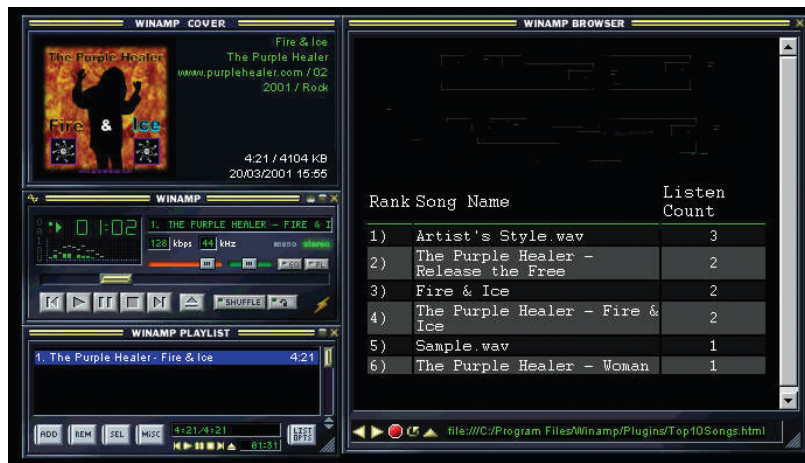 WINAMP COVER
The Purple Healer
Fire & Ice
Fire & Ice
The Purple Healer
www.purplehealer.com / 02
2001 / Rock
4:21 / 4104 KB
20/03/2001 15:55
WINAMP
01:02
1. THE PURPLE HEALER - FIRE & I
128 kbps 44 kHz mono stereo
EQ PL
SHUFFLE
WINAMP PLAYLIST
1. The Purple Healer - Fire & Ice 4:21
ADD REM SEL MISC 4:21/4:21 LIST OPTS
01:31
WINAMP BROWSER
Rank Song Name Listen Count
1) Artist's Style.wav 3
2) The Purple Healer - Release the Free 2
3) Fire & Ice 2
4) The Purple Healer - Fire & Ice 2
5) Sample.wav 1
6) The Purple Healer - Woman 1
file:///C:/Program Files/Winamp/Plugins/Top10Songs.html